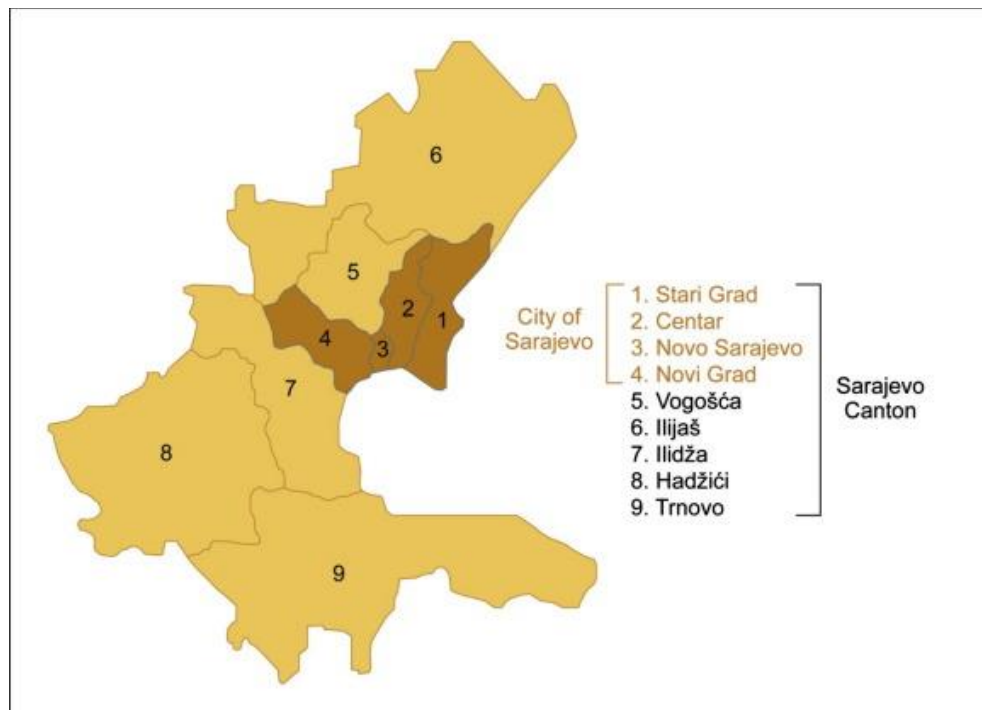 6
5
2
1
4
3
7
8
9
City of
Sarajevo
1. Stari Grad
2. Centar
3. Novo Sarajevo
4. Novi Grad
5. Vogošća
6. Ilijaš
7. Ilidža
8. Hadžići
9. Trnovo
Sarajevo
Canton